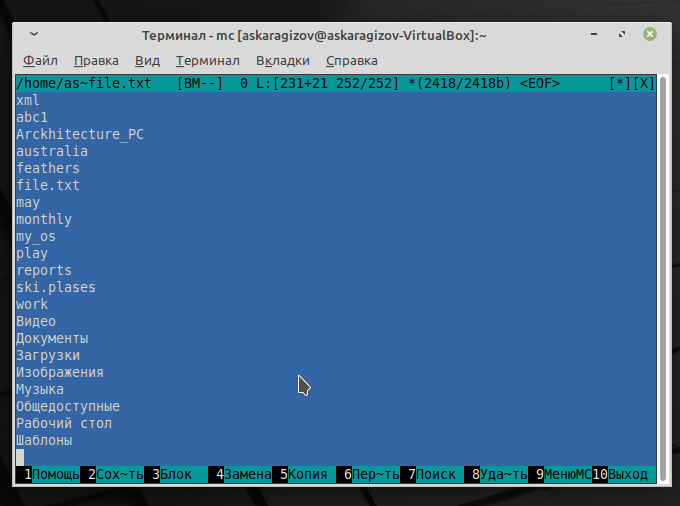 Терминал - mc [askaragizov@askaragizov-VirtualBox]:~
Файл Правка Вид Терминал Вкладки Справка
/home/as~file.txt [BM--] 0 L:[231+21 252/252] *(2418/2418b) <EOF> [*][X]
xml
abc1
Arckhitecture_PC
australia
feathers
file.txt
may
monthly
my_os
play
reports
ski.plases
work
Видео
Документы
Загрузки
Изображения
Музыка
Общедоступные
Рабочий стол
Шаблоны
1Помощь 2Сох~ть 3Блок 4Замена 5Копия 6Пер~ть 7Поиск 8Уда~ть 9МенюMC 10Выход